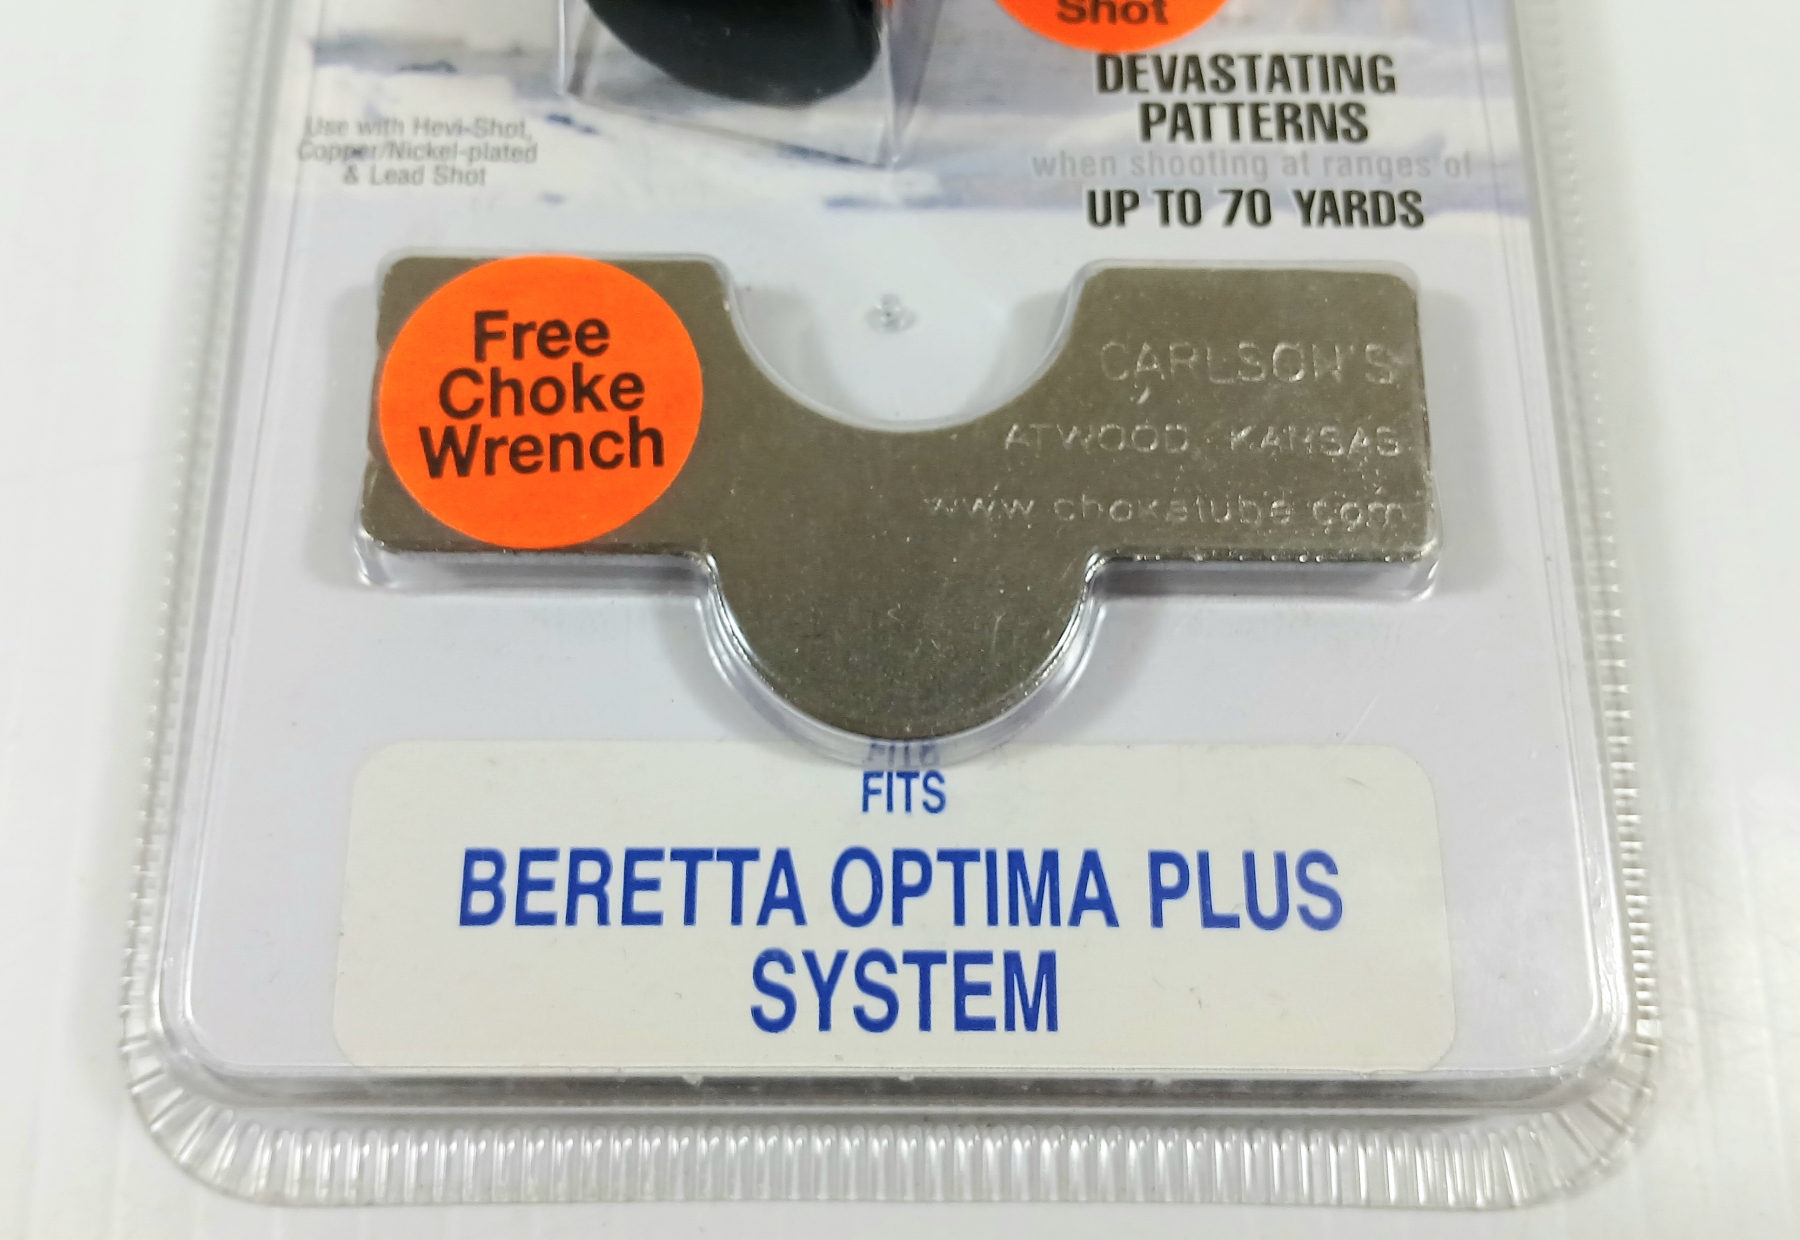 Shot
DEVASTATING
PATTERNS
when shooting at ranges of
UP TO 70 YARDS
Use with Hevi-Shot,
Copper/Nickel-plated
& Lead Shot
Free
Choke
Wrench
CARLSON'S
ATWOOD, KANSAS
www.choketube.com
FITS
BERETTA OPTIMA PLUS
SYSTEM